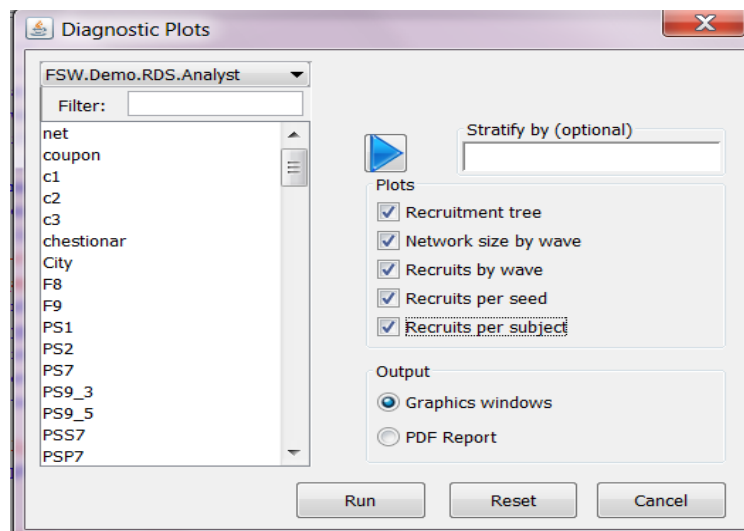 Diagnostic Plots
FSW.Demo.RDS.Analyst
Filter:
net
coupon
c1
c2
c3
chestionar
City
F8
F9
PS1
PS2
PS7
PS9_3
PS9_5
PSS7
PSP7
Stratify by (optional)
Plots
Recruitment tree
Network size by wave
Recruits by wave
Recruits per seed
Recruits per subject
Output
Graphics windows
PDF Report
Run
Reset
Cancel